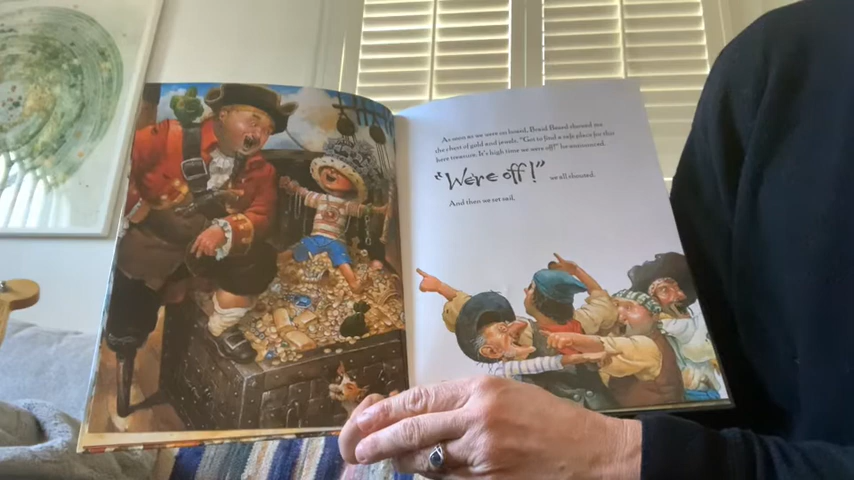 As soon as we were on board, Braid Beard showed me
the chest of gold and jewels. "Got to find a safe place for this
here treasure. It's high time we were off!" he announced.
"We're off!" we all shouted.
And then we set sail.